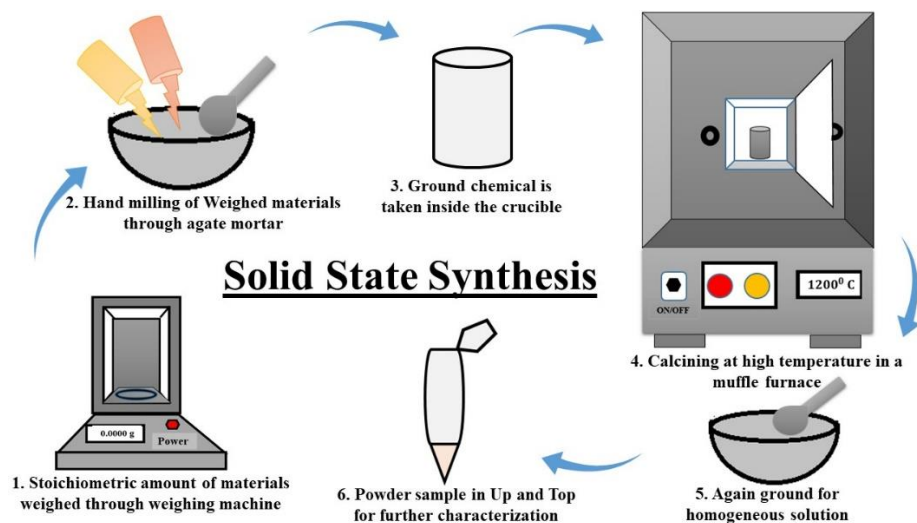 Solid State Synthesis
1. Stoichiometric amount of materials
weighed through weighing machine
0.0000 g
Power
2. Hand milling of Weighed materials
through agate mortar
3. Ground chemical is
taken inside the crucible
1200⁰ C
ON/OFF
4. Calcining at high temperature in a
muffle furnace
5. Again ground for
homogeneous solution
6. Powder sample in Up and Top
for further characterization